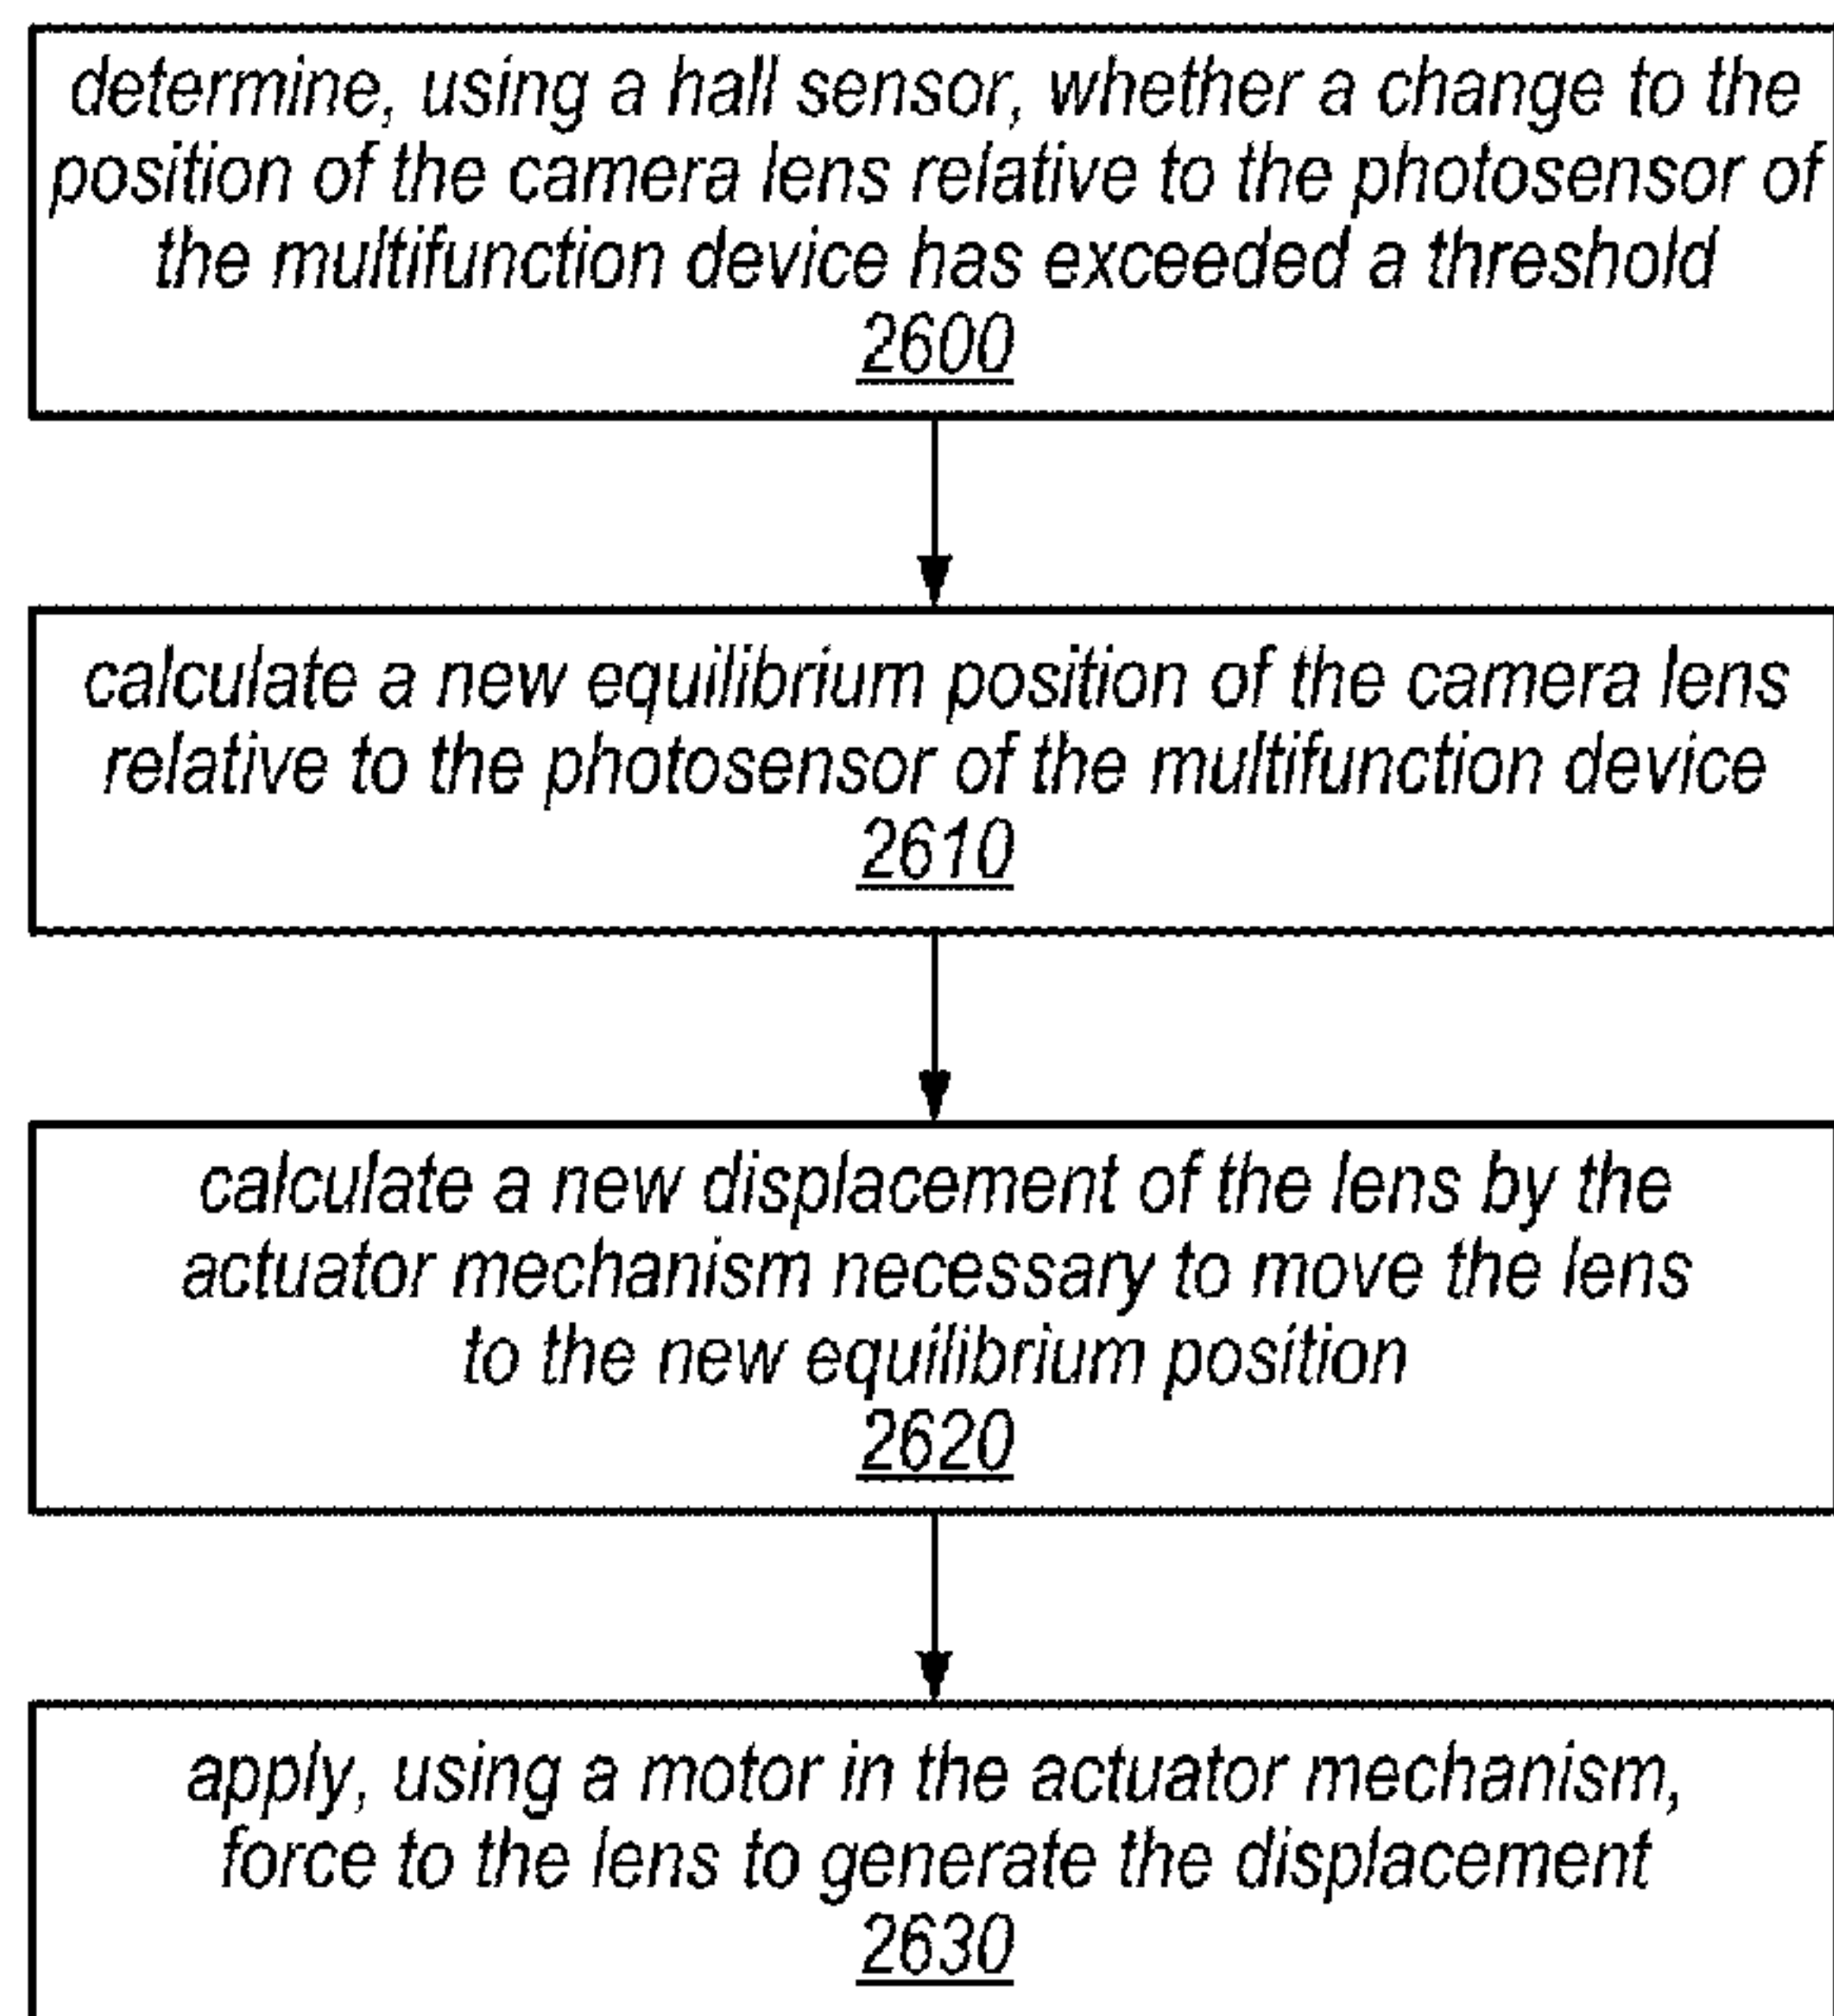 determine, using a hall sensor, whether a change to the
position of the camera lens relative to the photosensor of
the multifunction device has exceeded a threshold
2600
calculate a new equilibrium position of the camera lens
relative to the photosensor of the multifunction device
2610
calculate a new displacement of the lens by the
actuator mechanism necessary to move the lens
to the new equilibrium position
2620
apply, using a motor in the actuator mechanism,
force to the lens to generate the displacement
2630